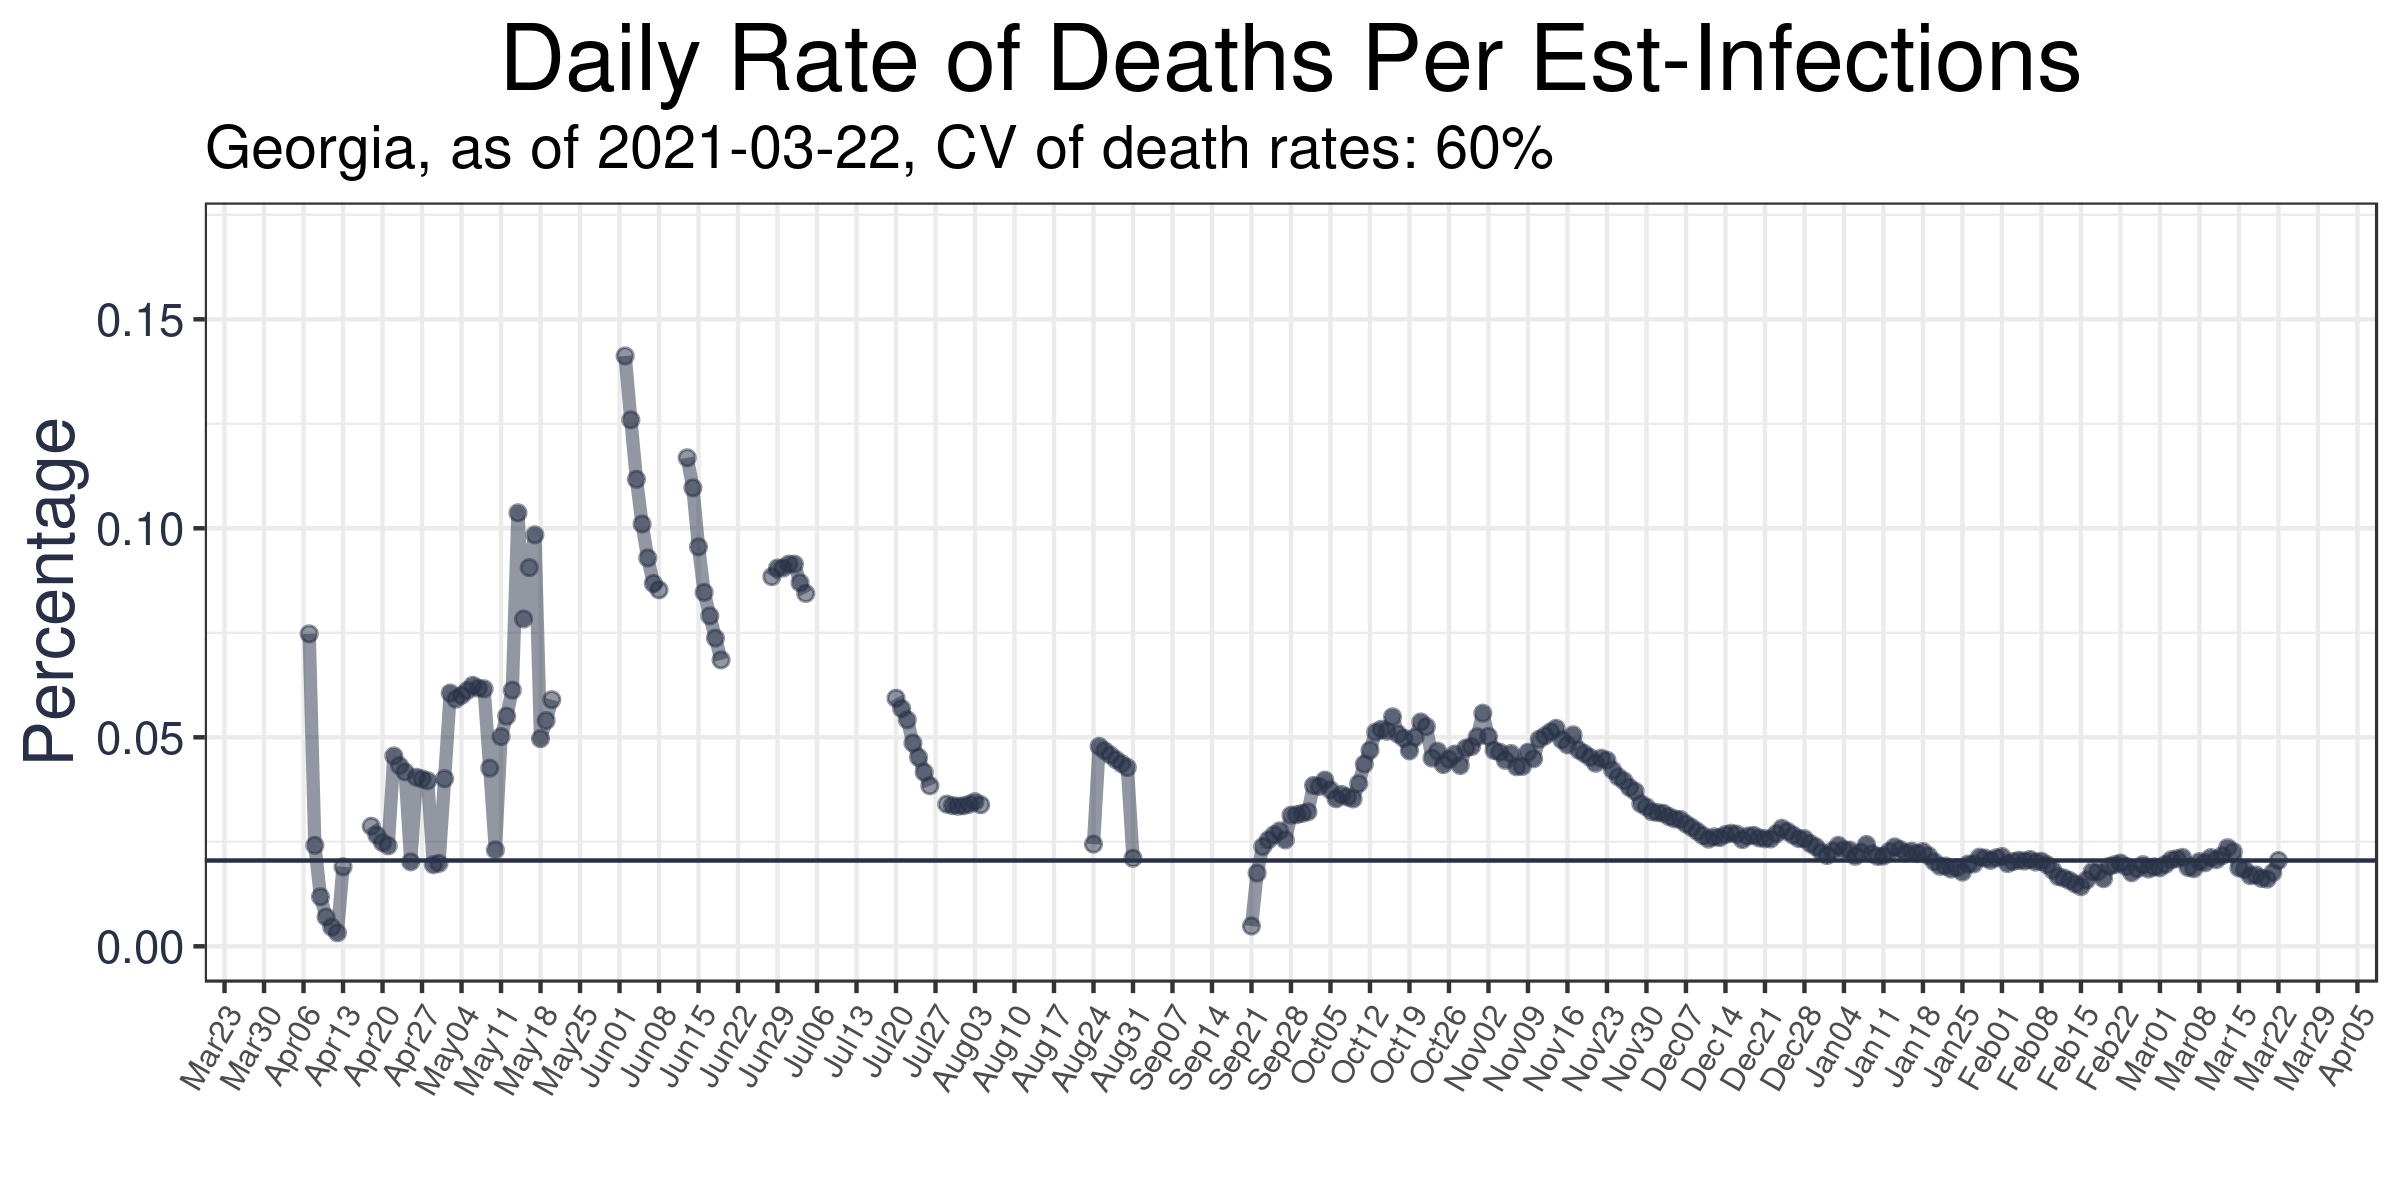 Daily Rate of Deaths Per Est-Infections
Georgia, as of 2021-03-22, CV of death rates: 60%
Percentage
0.15
0.10
0.05
0.00
Mar23
Mar30
Apr06
Apr13
Apr20
Apr27
May04
May11
May18
May25
Jun01
Jun08
Jun15
Jun22
Jun29
Jul06
Jul13
Jul20
Jul27
Aug03
Aug10
Aug17
Aug24
Aug31
Sep07
Sep14
Sep21
Sep28
Oct05
Oct12
Oct19
Oct26
Nov02
Nov09
Nov16
Nov23
Nov30
Dec07
Dec14
Dec21
Dec28
Jan04
Jan11
Jan18
Jan25
Feb01
Feb08
Feb15
Feb22
Mar01
Mar08
Mar15
Mar22
Mar29
Apr05